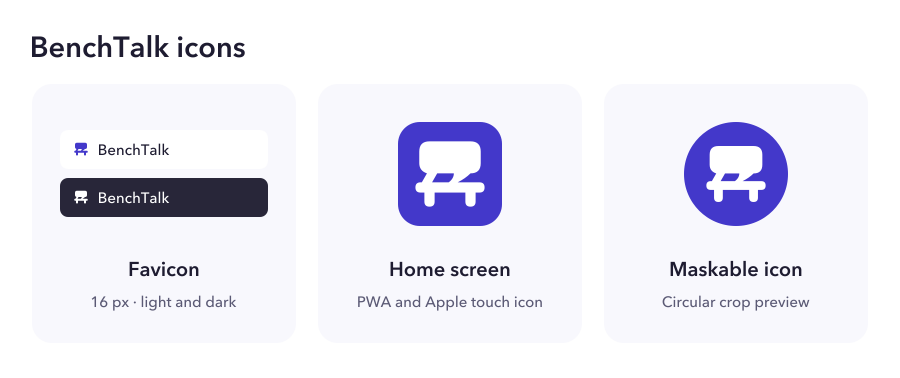 BenchTalk icons
BenchTalk
BenchTalk
Favicon
16 px · light and dark
Home screen
PWA and Apple touch icon
Maskable icon
Circular crop preview